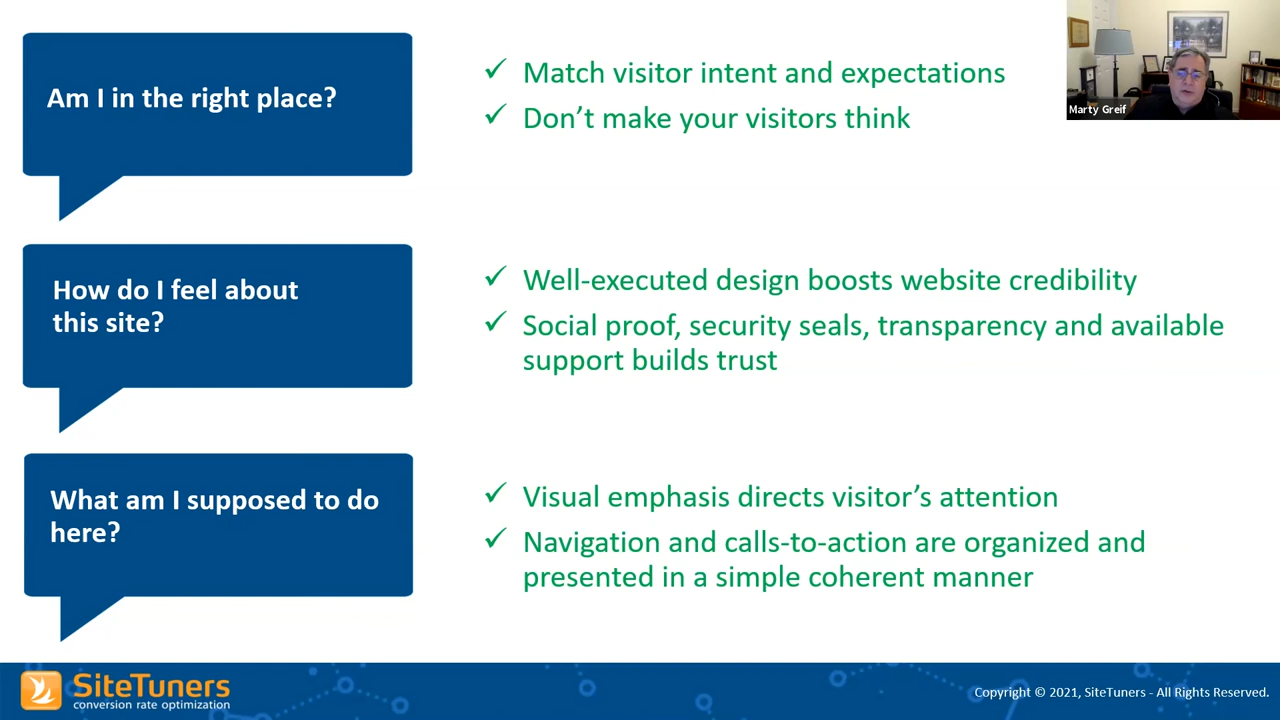 Am I in the right place?
✓ Match visitor intent and expectations
✓ Don’t make your visitors think
Marty Greif
How do I feel about
this site?
✓ Well-executed design boosts website credibility
✓ Social proof, security seals, transparency and available
support builds trust
What am I supposed to do
here?
✓ Visual emphasis directs visitor’s attention
✓ Navigation and calls-to-action are organized and
presented in a simple coherent manner
SiteTuners
conversion rate optimization
Copyright © 2021, SiteTuners - All Rights Reserved.